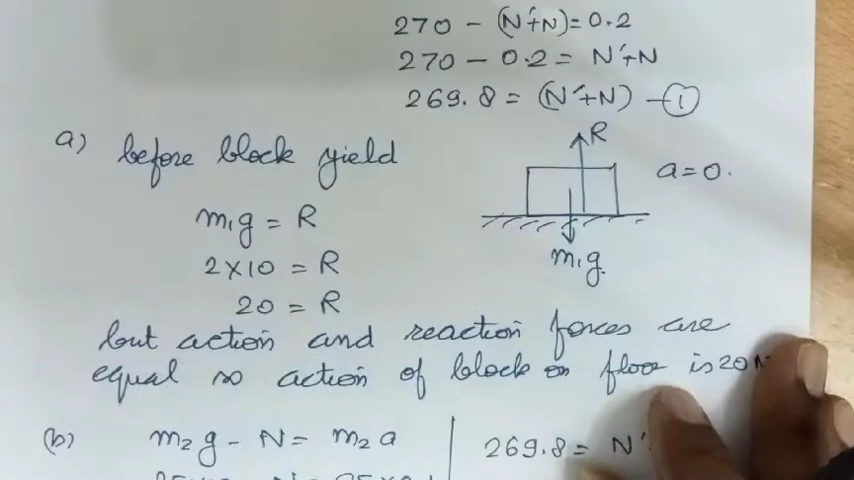 270 - (N'+N) = 0.2
270 - 0.2 = N'+N
269.8 = (N'+N) - ①
a) before block yield
R
a = 0.
m₁g = R
2×10 = R
m₁g.
20 = R
but action and reaction forces are
equal so action of block on floor is 20 N
(b) m₂g - N = m₂a
269.8 = N'